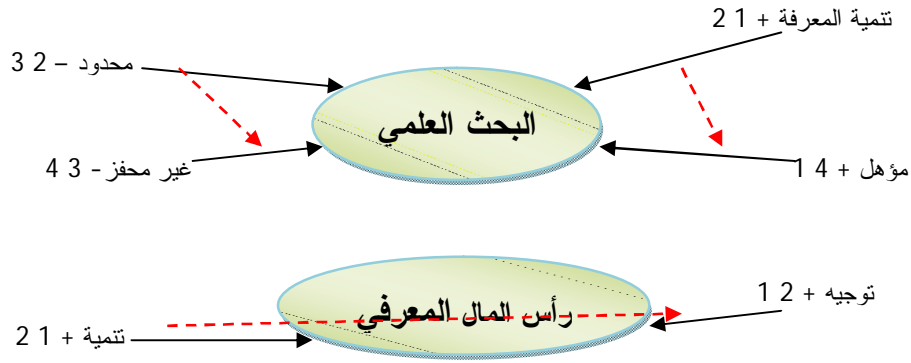 تنمية المعرفة + 1 2
محدود – 2 3
البحث العلمي
غير محفز- 3 4
مؤهل + 4 1
توجيه + 2 1
رأس المال المعرفي
تنمية + 1 2